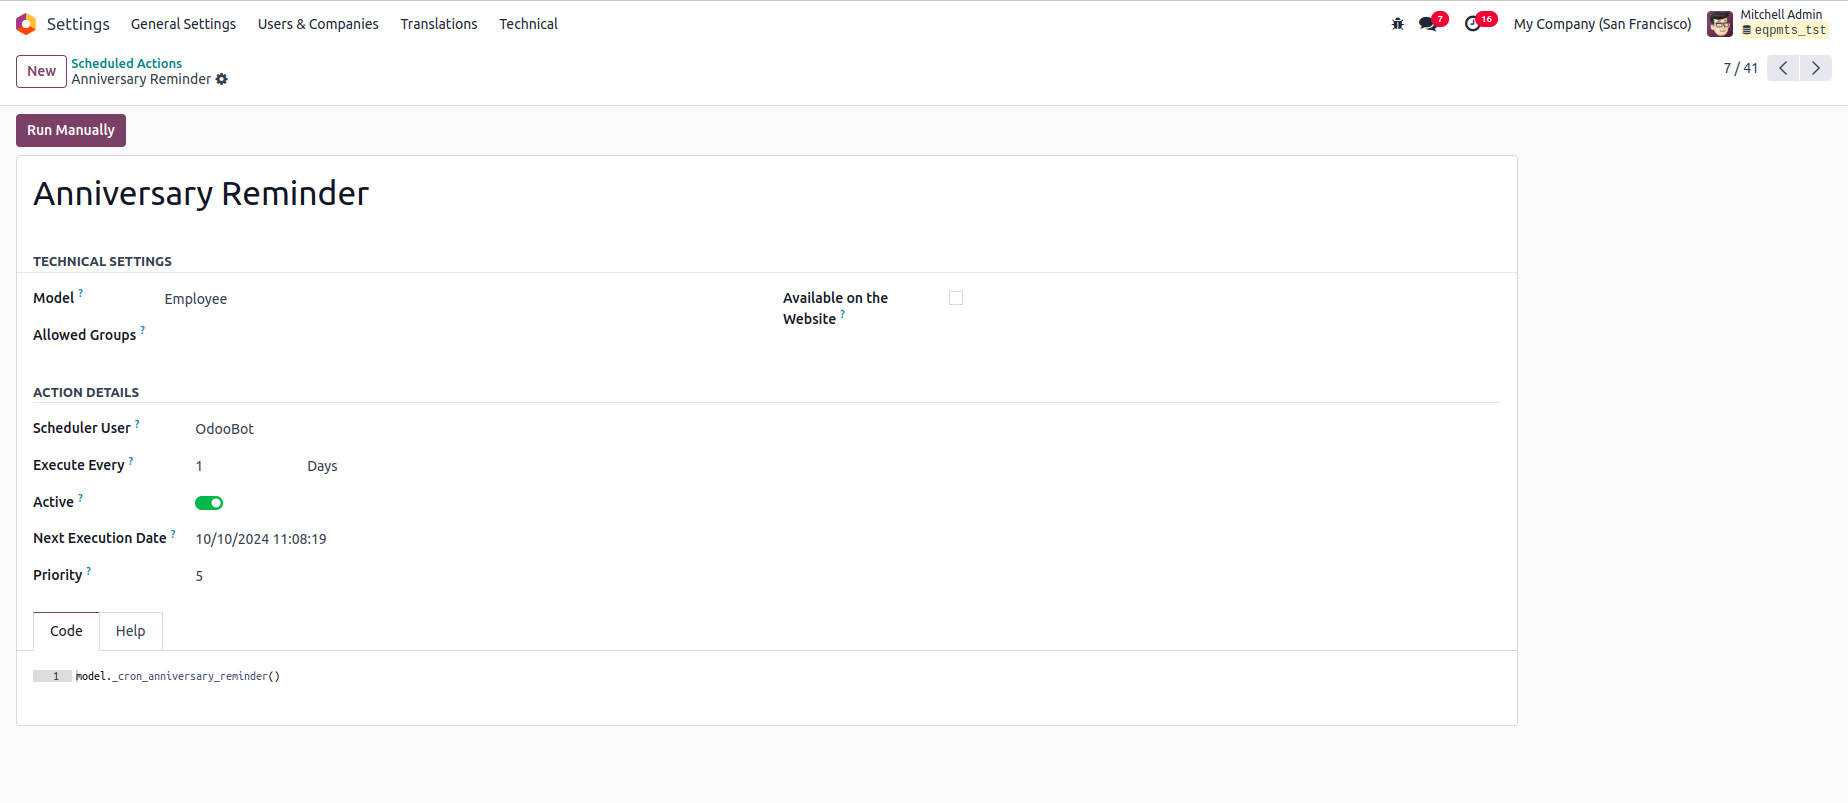 Settings General Settings Users & Companies Translations Technical 7 16 My Company (San Francisco) Mitchell Admin
eqpmts_tst
New Scheduled Actions
Anniversary Reminder 7 / 41
Run Manually
Anniversary Reminder
TECHNICAL SETTINGS
Model ? Employee Available on the
Website ?
Allowed Groups ?
ACTION DETAILS
Scheduler User ? OdooBot
Execute Every ? 1 Days
Active ?
Next Execution Date ? 10/10/2024 11:08:19
Priority ? 5
Code Help
1 model._cron_anniversary_reminder()